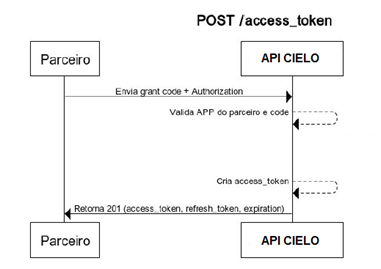 POST /access_token
Parceiro
API CIELO
Envia grant code + Authorization
Valida APP do parceiro e code
Cria access_token
Retorna 201 (access_token, refresh_token, expiration)
Parceiro
API CIELO